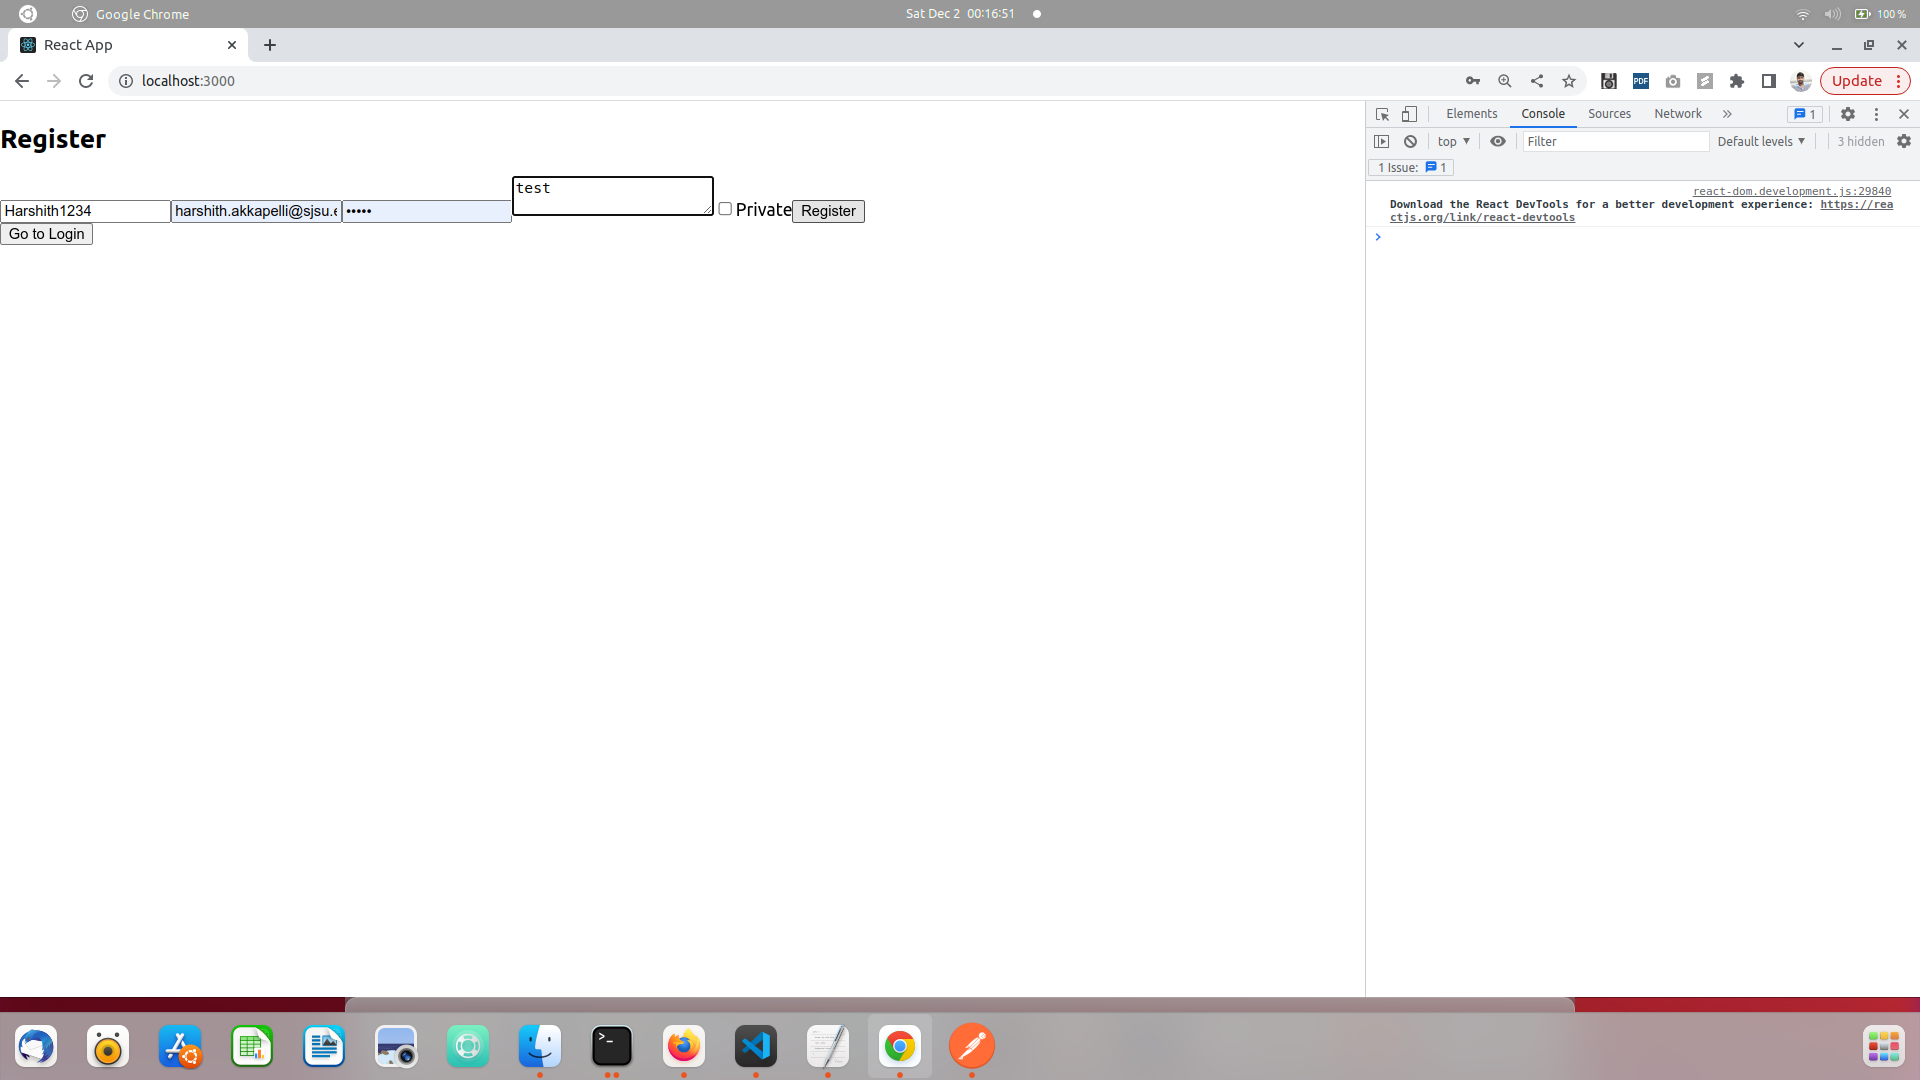 Google Chrome
Sat Dec 2 00:16:51
100 %
React App
localhost:3000
PDF
Update
Register
Harshith1234
harshith.akkapelli@sjsu.e
•••••
test
Private
Register
Go to Login
Elements
Console
Sources
Network
1
top
Filter
Default levels
3 hidden
1 Issue:
1
react-dom.development.js:29840
Download the React DevTools for a better development experience: https://rea
ctjs.org/link/react-devtools